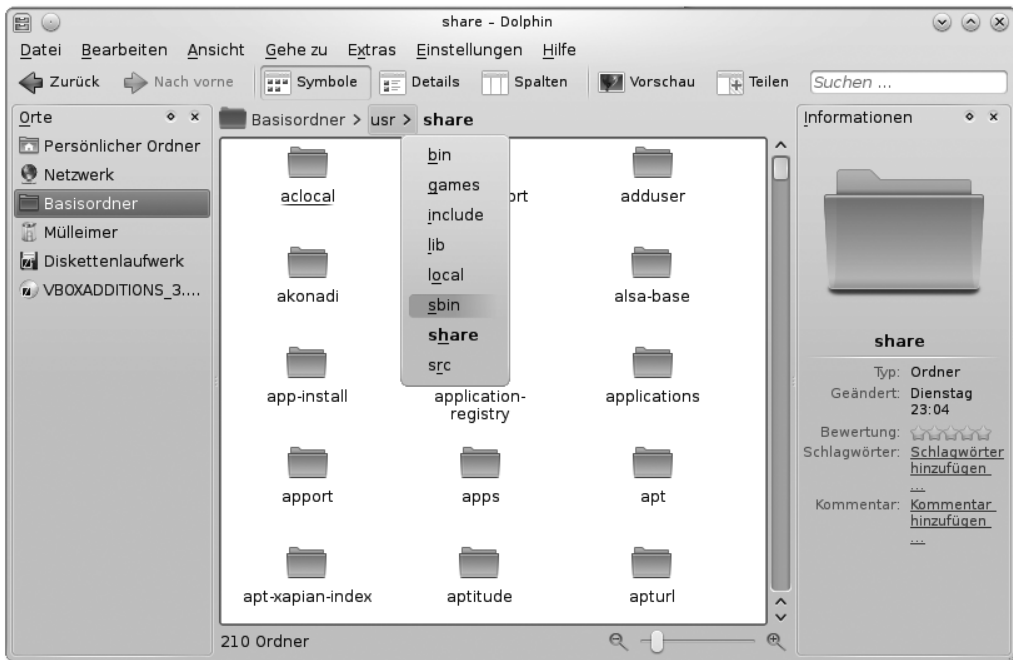 share – Dolphin
Datei Bearbeiten Ansicht Gehe zu Extras Einstellungen Hilfe
Zurück Nach vorne Symbole Details Spalten Vorschau Teilen Suchen ...
Orte
Persönlicher Ordner
Netzwerk
Basisordner
Mülleimer
Diskettenlaufwerk
VBOXADDITIONS_3....
Basisordner > usr > share
bin
games
include
lib
local
sbin
share
src
aclocal ort adduser
akonadi alsa-base
app-install application- applications
registry
apport apps apt
apt-xapian-index aptitude apturl
210 Ordner
Informationen
share
Typ: Ordner
Geändert: Dienstag
23:04
Bewertung:
Schlagwörter: Schlagwörter
hinzufügen
...
Kommentar: Kommentar
hinzufügen
...